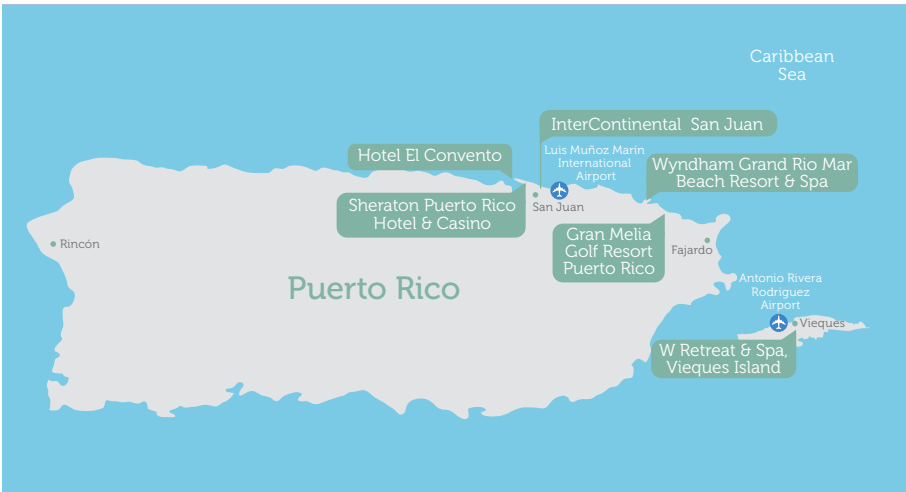 Caribbean
Sea
InterContinental San Juan
Hotel El Convento
Luis Muñoz Marín
International
Airport
Wyndham Grand Rio Mar
Beach Resort & Spa
Sheraton Puerto Rico
Hotel & Casino
San Juan
Gran Melia
Golf Resort
Puerto Rico
Fajardo
Rincón
Puerto Rico
Antonio Rivera
Rodriguez
Airport
Vieques
W Retreat & Spa,
Vieques Island